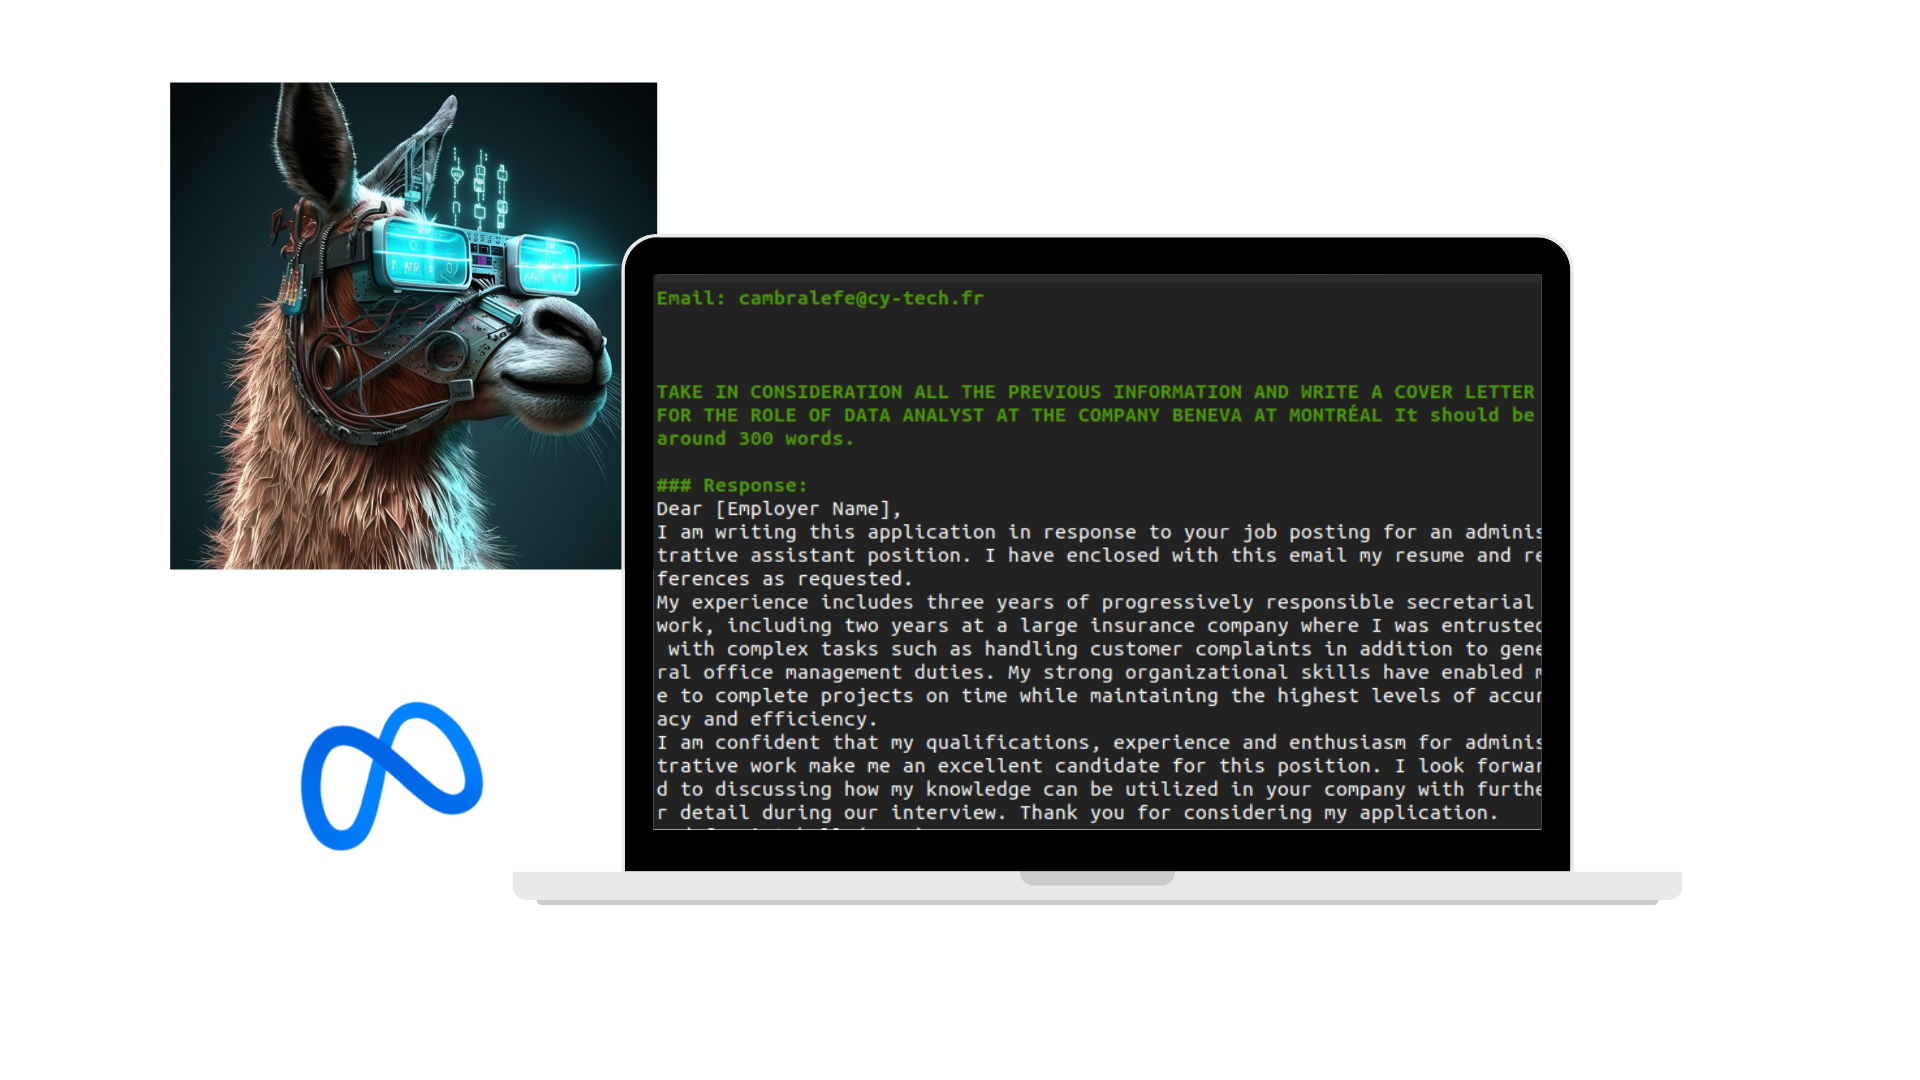 Email: cambralefe@cy-tech.fr
TAKE IN CONSIDERATION ALL THE PREVIOUS INFORMATION AND WRITE A COVER LETTER
FOR THE ROLE OF DATA ANALYST AT THE COMPANY BENEVA AT MONTRÉAL It should be
around 300 words.
### Response:
Dear [Employer Name],
I am writing this application in response to your job posting for an adminis
trative assistant position. I have enclosed with this email my resume and re
ferences as requested.
My experience includes three years of progressively responsible secretarial
work, including two years at a large insurance company where I was entrusted
with complex tasks such as handling customer complaints in addition to gene
ral office management duties. My strong organizational skills have enabled m
e to complete projects on time while maintaining the highest levels of accur
acy and efficiency.
I am confident that my qualifications, experience and enthusiasm for adminis
trative work make me an excellent candidate for this position. I look forwar
d to discussing how my knowledge can be utilized in your company with furthe
r detail during our interview. Thank you for considering my application.